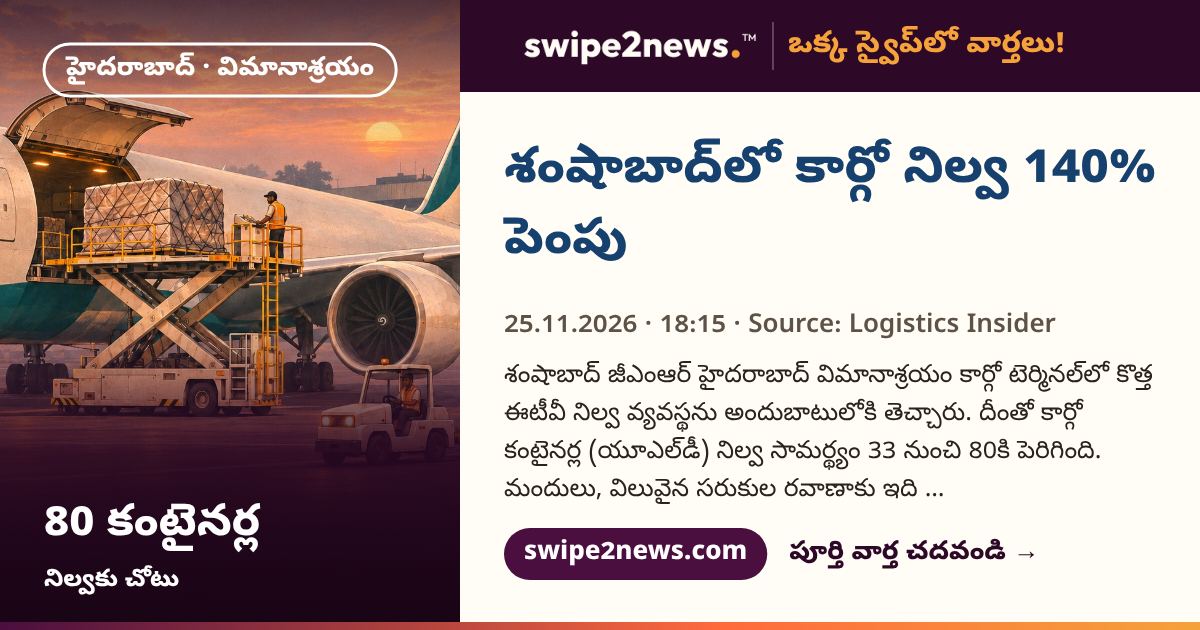 హైదరాబాద్ · విమానాశ్రయం
80 కంటైనర్ల
నిల్వకు చోటు
swipe2news.™ ఒక్క స్వైప్‌లో వార్తలు!
శంషాబాద్‌లో కార్గో నిల్వ 140%
పెంపు
25.11.2026 · 18:15 · Source: Logistics Insider
శంషాబాద్ జీఎంఆర్ హైదరాబాద్ విమానాశ్రయం కార్గో టెర్మినల్‌లో కొత్త
ఈటీవీ నిల్వ వ్యవస్థను అందుబాటులోకి తెచ్చారు. దీంతో కార్గో
కంటైనర్ల (యూఎల్‌డీ) నిల్వ సామర్థ్యం 33 నుంచి 80కి పెరిగింది.
మందులు, విలువైన సరుకుల రవాణాకు ఇది ...
swipe2news.com పూర్తి వార్త చదవండి →